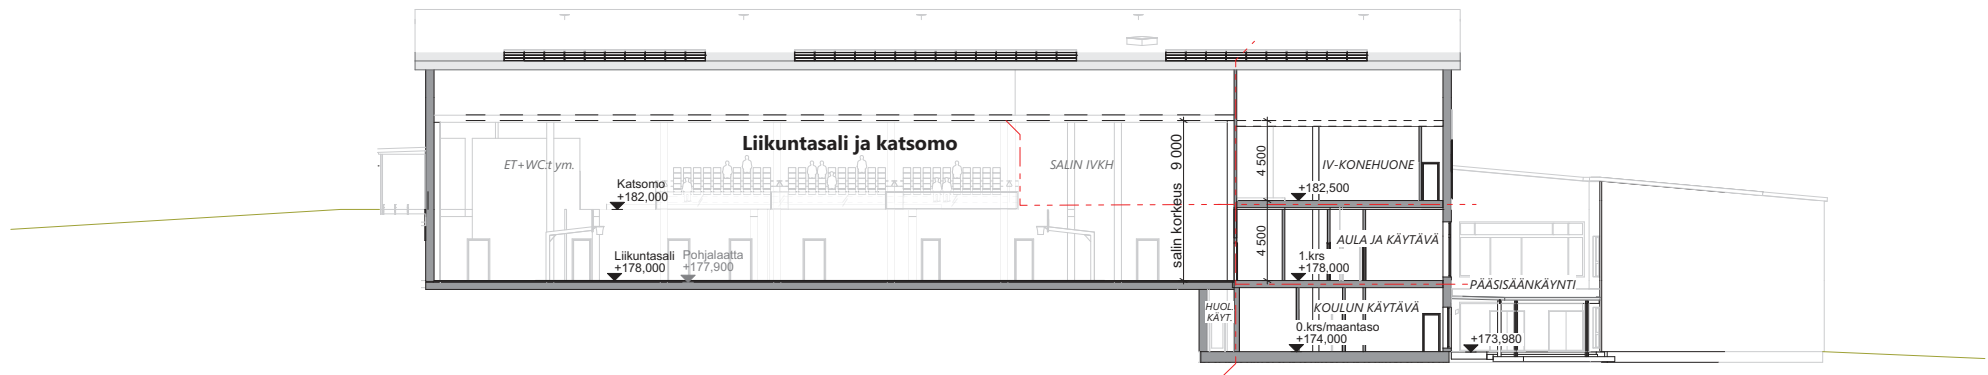 Liikuntasali ja katsomo
ET+WC:t ym.
SALIN IVKH
Katsomo
+182,000
Liikuntasali
+178,000
Pohjalaatta
+177,900
salin korkeus 9 000
4 500
4 500
IV-KONEHUONE
+182,500
AULA JA KÄYTÄVÄ
1.krs
+178,000
HUOL.
KÄYT.
KOULUN KÄYTÄVÄ
0.krs/maantaso
+174,000
PÄÄSISÄÄNKÄYNTI
+173,980